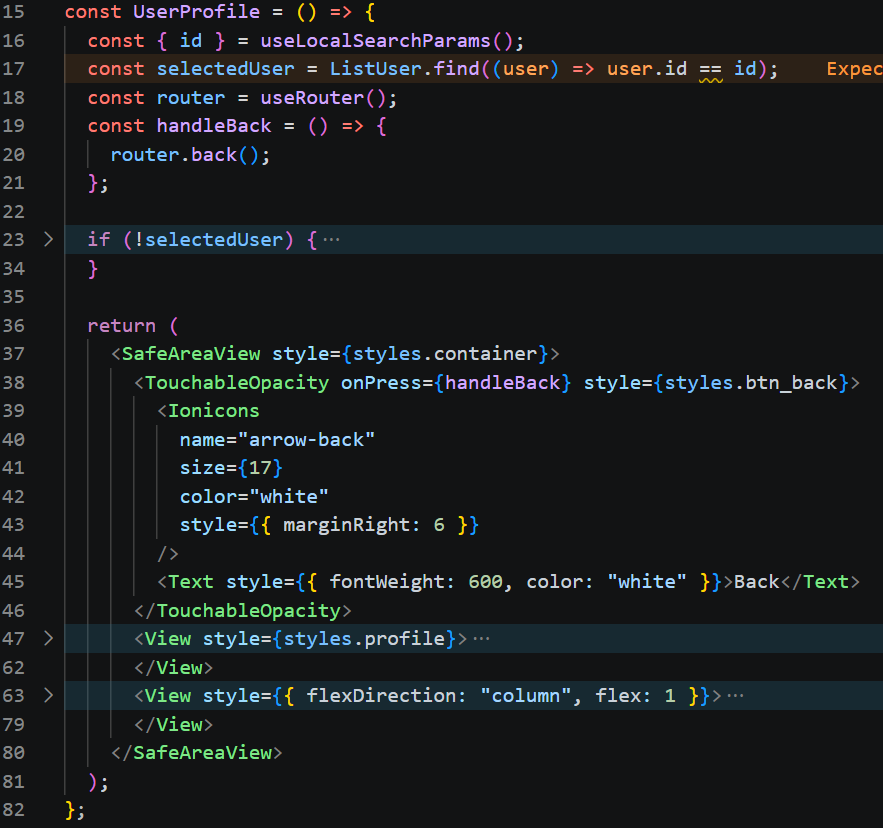 15 const UserProfile = () => {
16 const { id } = useLocalSearchParams();
17 const selectedUser = ListUser.find((user) => user.id == id); Expec
18 const router = useRouter();
19 const handleBack = () => {
20 router.back();
21 };
22
23 if (!selectedUser) {···
34 }
35
36 return (
37 <SafeAreaView style={styles.container}>
38 <TouchableOpacity onPress={handleBack} style={styles.btn_back}>
39 <Ionicons
40 name="arrow-back"
41 size={17}
42 color="white"
43 style={{ marginRight: 6 }}
44 />
45 <Text style={{ fontWeight: 600, color: "white" }}>Back</Text>
46 </TouchableOpacity>
47 <View style={styles.profile}>···
62 </View>
63 <View style={{ flexDirection: "column", flex: 1 }}>···
79 </View>
80 </SafeAreaView>
81 );
82 };